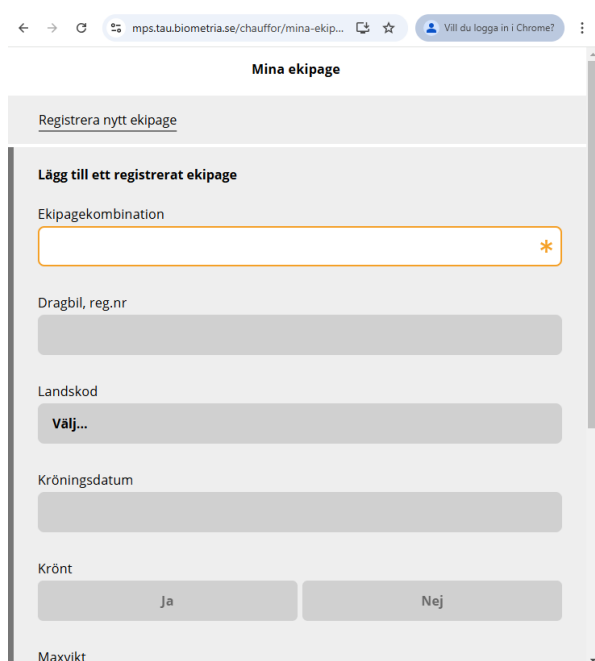 mps.tau.biometria.se/chauffor/mina-ekip...
Vill du logga in i Chrome?
Mina ekipage
Registrera nytt ekipage
Lägg till ett registrerat ekipage
Ekipagekombination
*
Dragbil, reg.nr
Landskod
Välj...
Kröningsdatum
Krönt
Ja Nej
Maxvikt